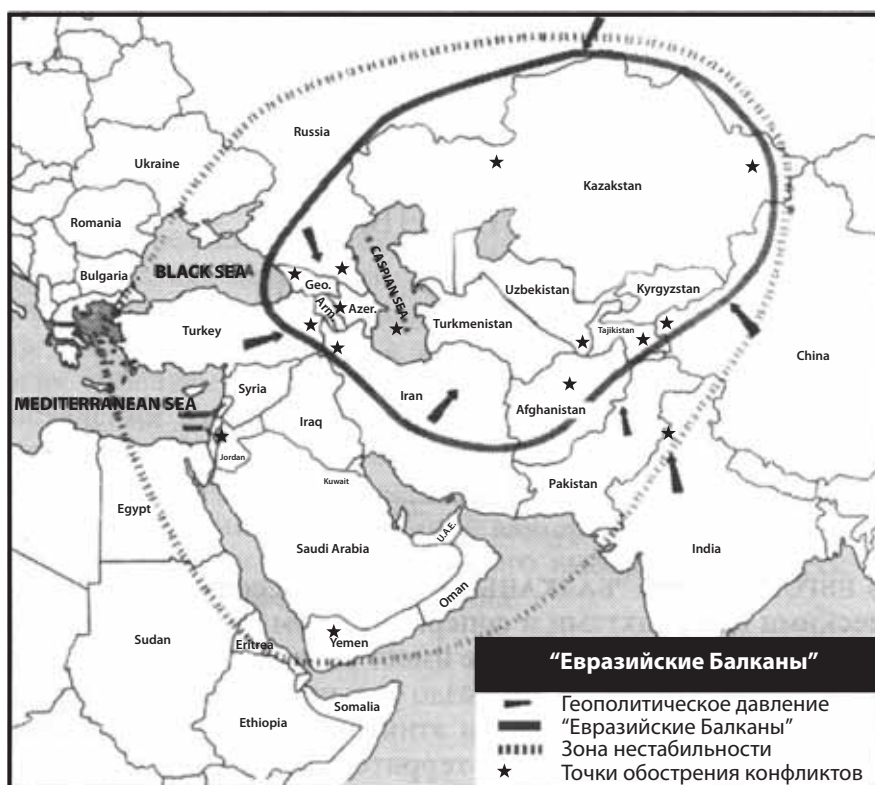 Russia
Ukraine
Kazakstan
Romania
BLACK SEA
CASPIAN SEA
Bulgaria
Geo.
Uzbekistan
Kyrgyzstan
Arm.
Azer.
Turkey
Turkmenistan
Tajikistan
China
Syria
Iran
Afghanistan
MEDITERRANEAN SEA
Iraq
Jordan
Kuwait
Pakistan
Egypt
U.A.E.
Saudi Arabia
India
Oman
Sudan
Eritrea
Yemen
Somalia
Ethiopia
“Евразийские Балканы”
Геополитическое давление
“Евразийские Балканы”
Зона нестабильности
Точки обострения конфликтов